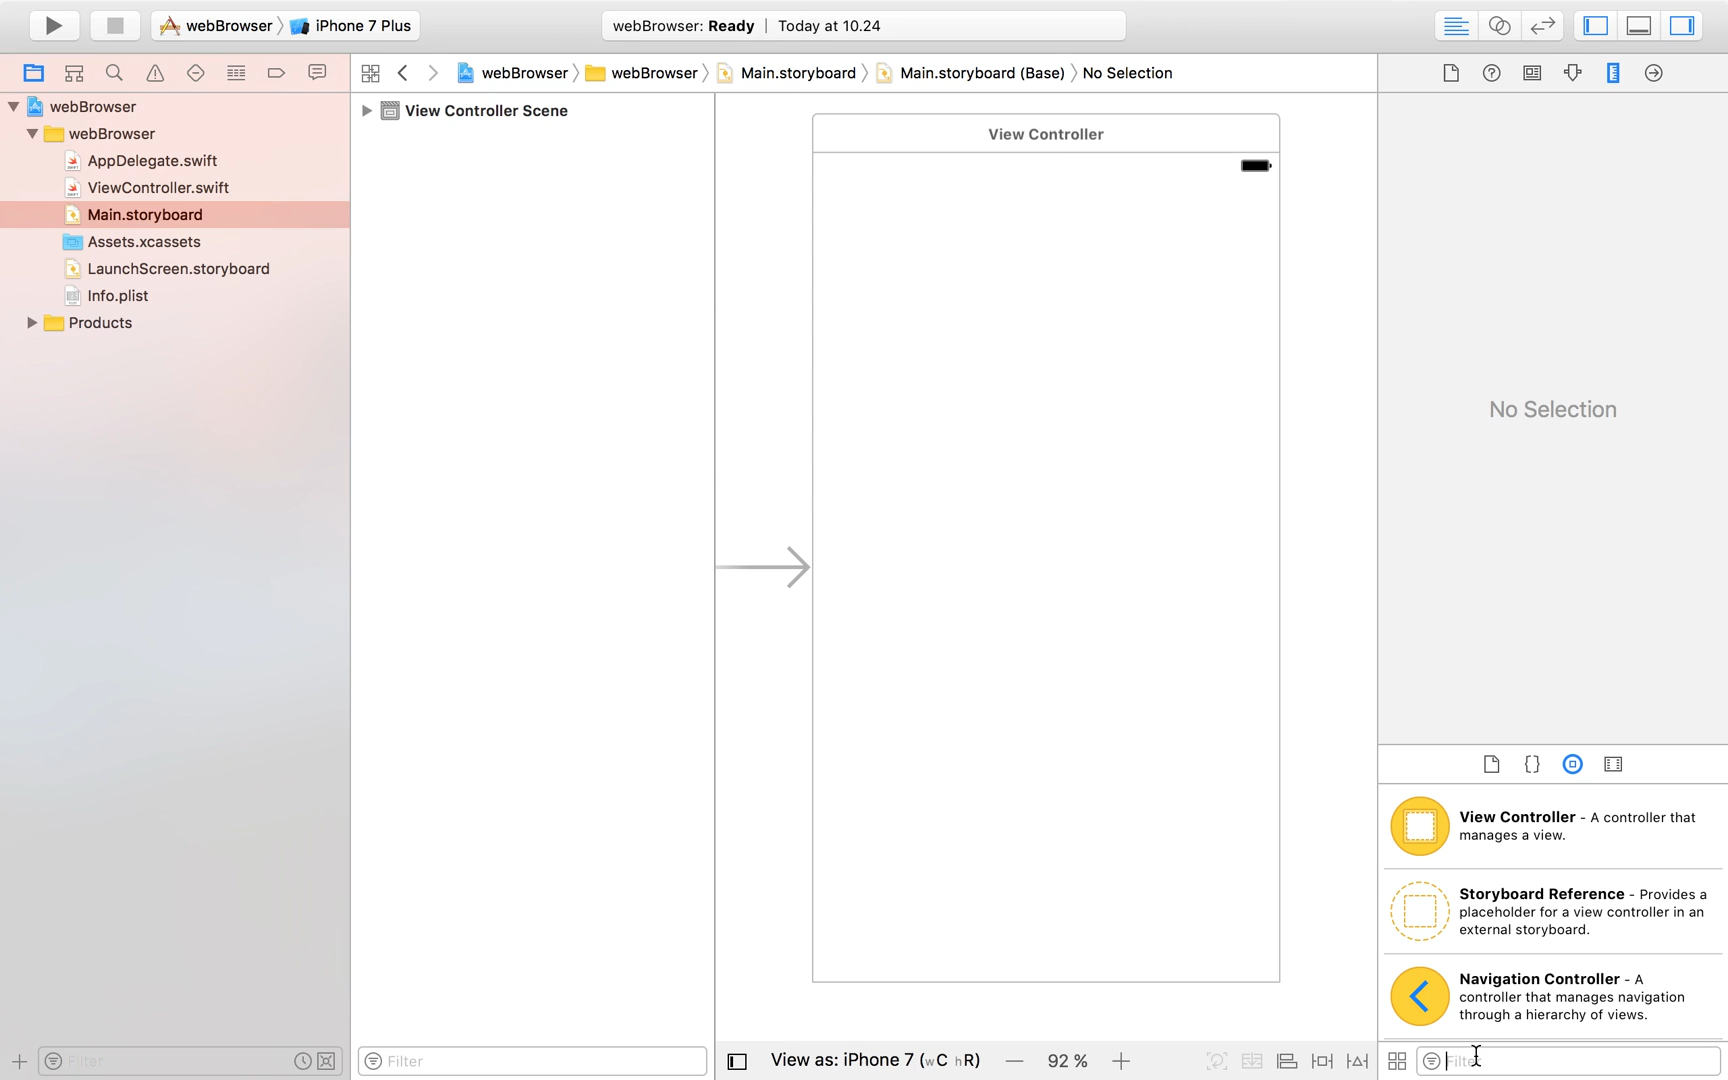 webBrowser iPhone 7 Plus
webBrowser: Ready | Today at 10.24
webBrowser webBrowser Main.storyboard Main.storyboard (Base) No Selection
webBrowser
webBrowser
AppDelegate.swift
ViewController.swift
Main.storyboard
Assets.xcassets
LaunchScreen.storyboard
Info.plist
Products
Filter
View Controller Scene
Filter
View Controller
View as: iPhone 7 (wC hR) — 92 % +
No Selection
View Controller - A controller that
manages a view.
Storyboard Reference - Provides a
placeholder for a view controller in an
external storyboard.
Navigation Controller - A
controller that manages navigation
through a hierarchy of views.
Filter